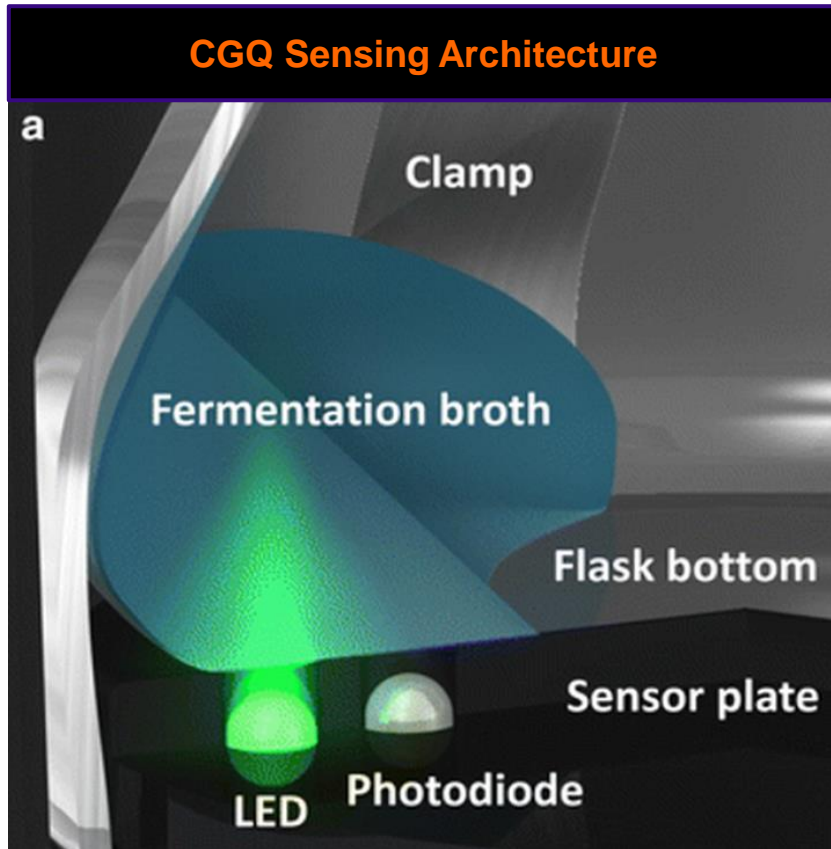 CGQ Sensing Architecture
a
Clamp
Fermentation broth
Flask bottom
Sensor plate
Photodiode
LED